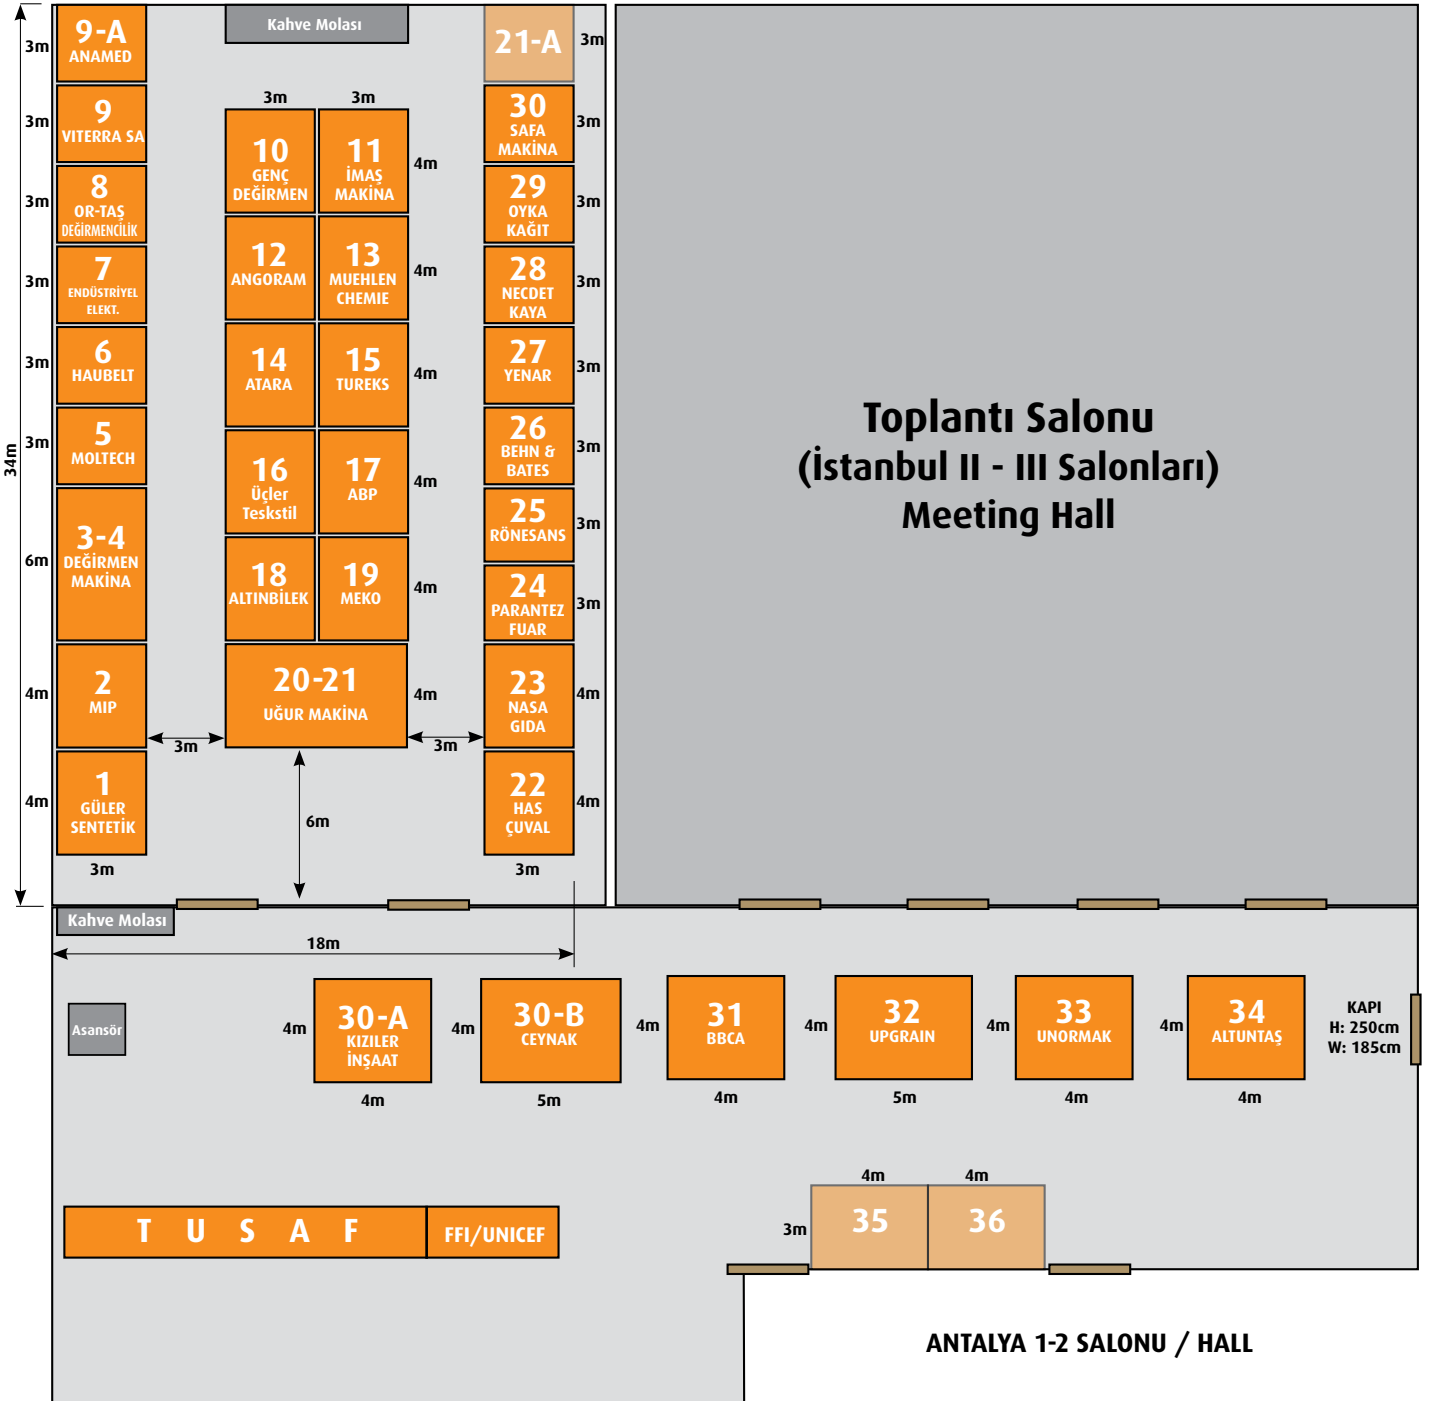 9-A
ANAMED
3m
9
VITERRA SA
3m
8
OR-TAŞ
DEĞİRMENCİLİK
3m
7
ENDÜSTRİYEL
ELEKT.
3m
6
HAUBELT
3m
5
MOLTECH
3m
34m
3-4
DEĞİRMEN
MAKİNA
6m
2
MIP
4m
1
GÜLER
SENTETİK
4m
3m
Kahve Molası
3m
3m
10
GENÇ
DEĞİRMEN
11
İMAŞ
MAKİNA
4m
12
ANGORAM
13
MUEHLEN
CHEMIE
4m
14
ATARA
15
TUREKS
4m
16
Üçler
Teskstil
17
ABP
4m
18
ALTINBİLEK
19
MEKO
4m
20-21
UĞUR MAKİNA
4m
3m
3m
6m
21-A
3m
30
SAFA
MAKİNA
3m
29
OYKA
KAĞIT
3m
28
NECDET
KAYA
3m
27
YENAR
3m
26
BEHN &
BATES
3m
25
RÖNESANS
3m
24
PARANTEZ
FUAR
3m
23
NASA
GIDA
4m
22
HAS
ÇUVAL
4m
3m
Toplantı Salonu
(İstanbul II - III Salonları)
Meeting Hall
Kahve Molası
18m
Asansör
4m
30-A
KIZILER
İNŞAAT
4m
4m
30-B
CEYNAK
5m
4m
31
BBCA
4m
4m
32
UPGRAIN
5m
4m
33
UNORMAK
4m
4m
34
ALTUNTAŞ
4m
KAPI
H: 250cm
W: 185cm
4m
4m
3m
35
36
T U S A F
FFI/UNICEF
ANTALYA 1-2 SALONU / HALL